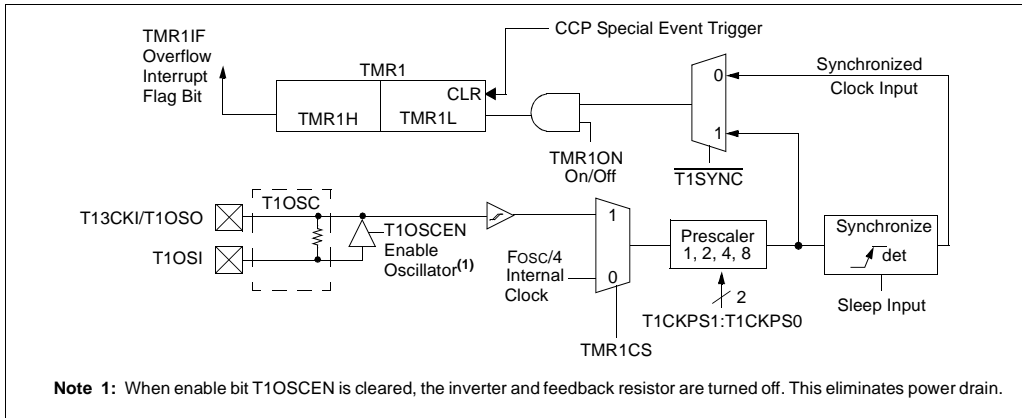 CCP Special Event Trigger
TMR1IF
Overflow
Interrupt
Flag Bit
TMR1
CLR
TMR1H
TMR1L
TMR1ON
On/Off
0
1
T1SYNC
Synchronized
Clock Input
T1OSC
T13CKI/T1OSO
T1OSI
T1OSCEN
Enable
Oscillator(1)
FOSC/4
Internal
Clock
1
0
TMR1CS
Prescaler
1, 2, 4, 8
2
T1CKPS1:T1CKPS0
Synchronize
det
Sleep Input
Note 1: When enable bit T1OSCEN is cleared, the inverter and feedback resistor are turned off. This eliminates power drain.